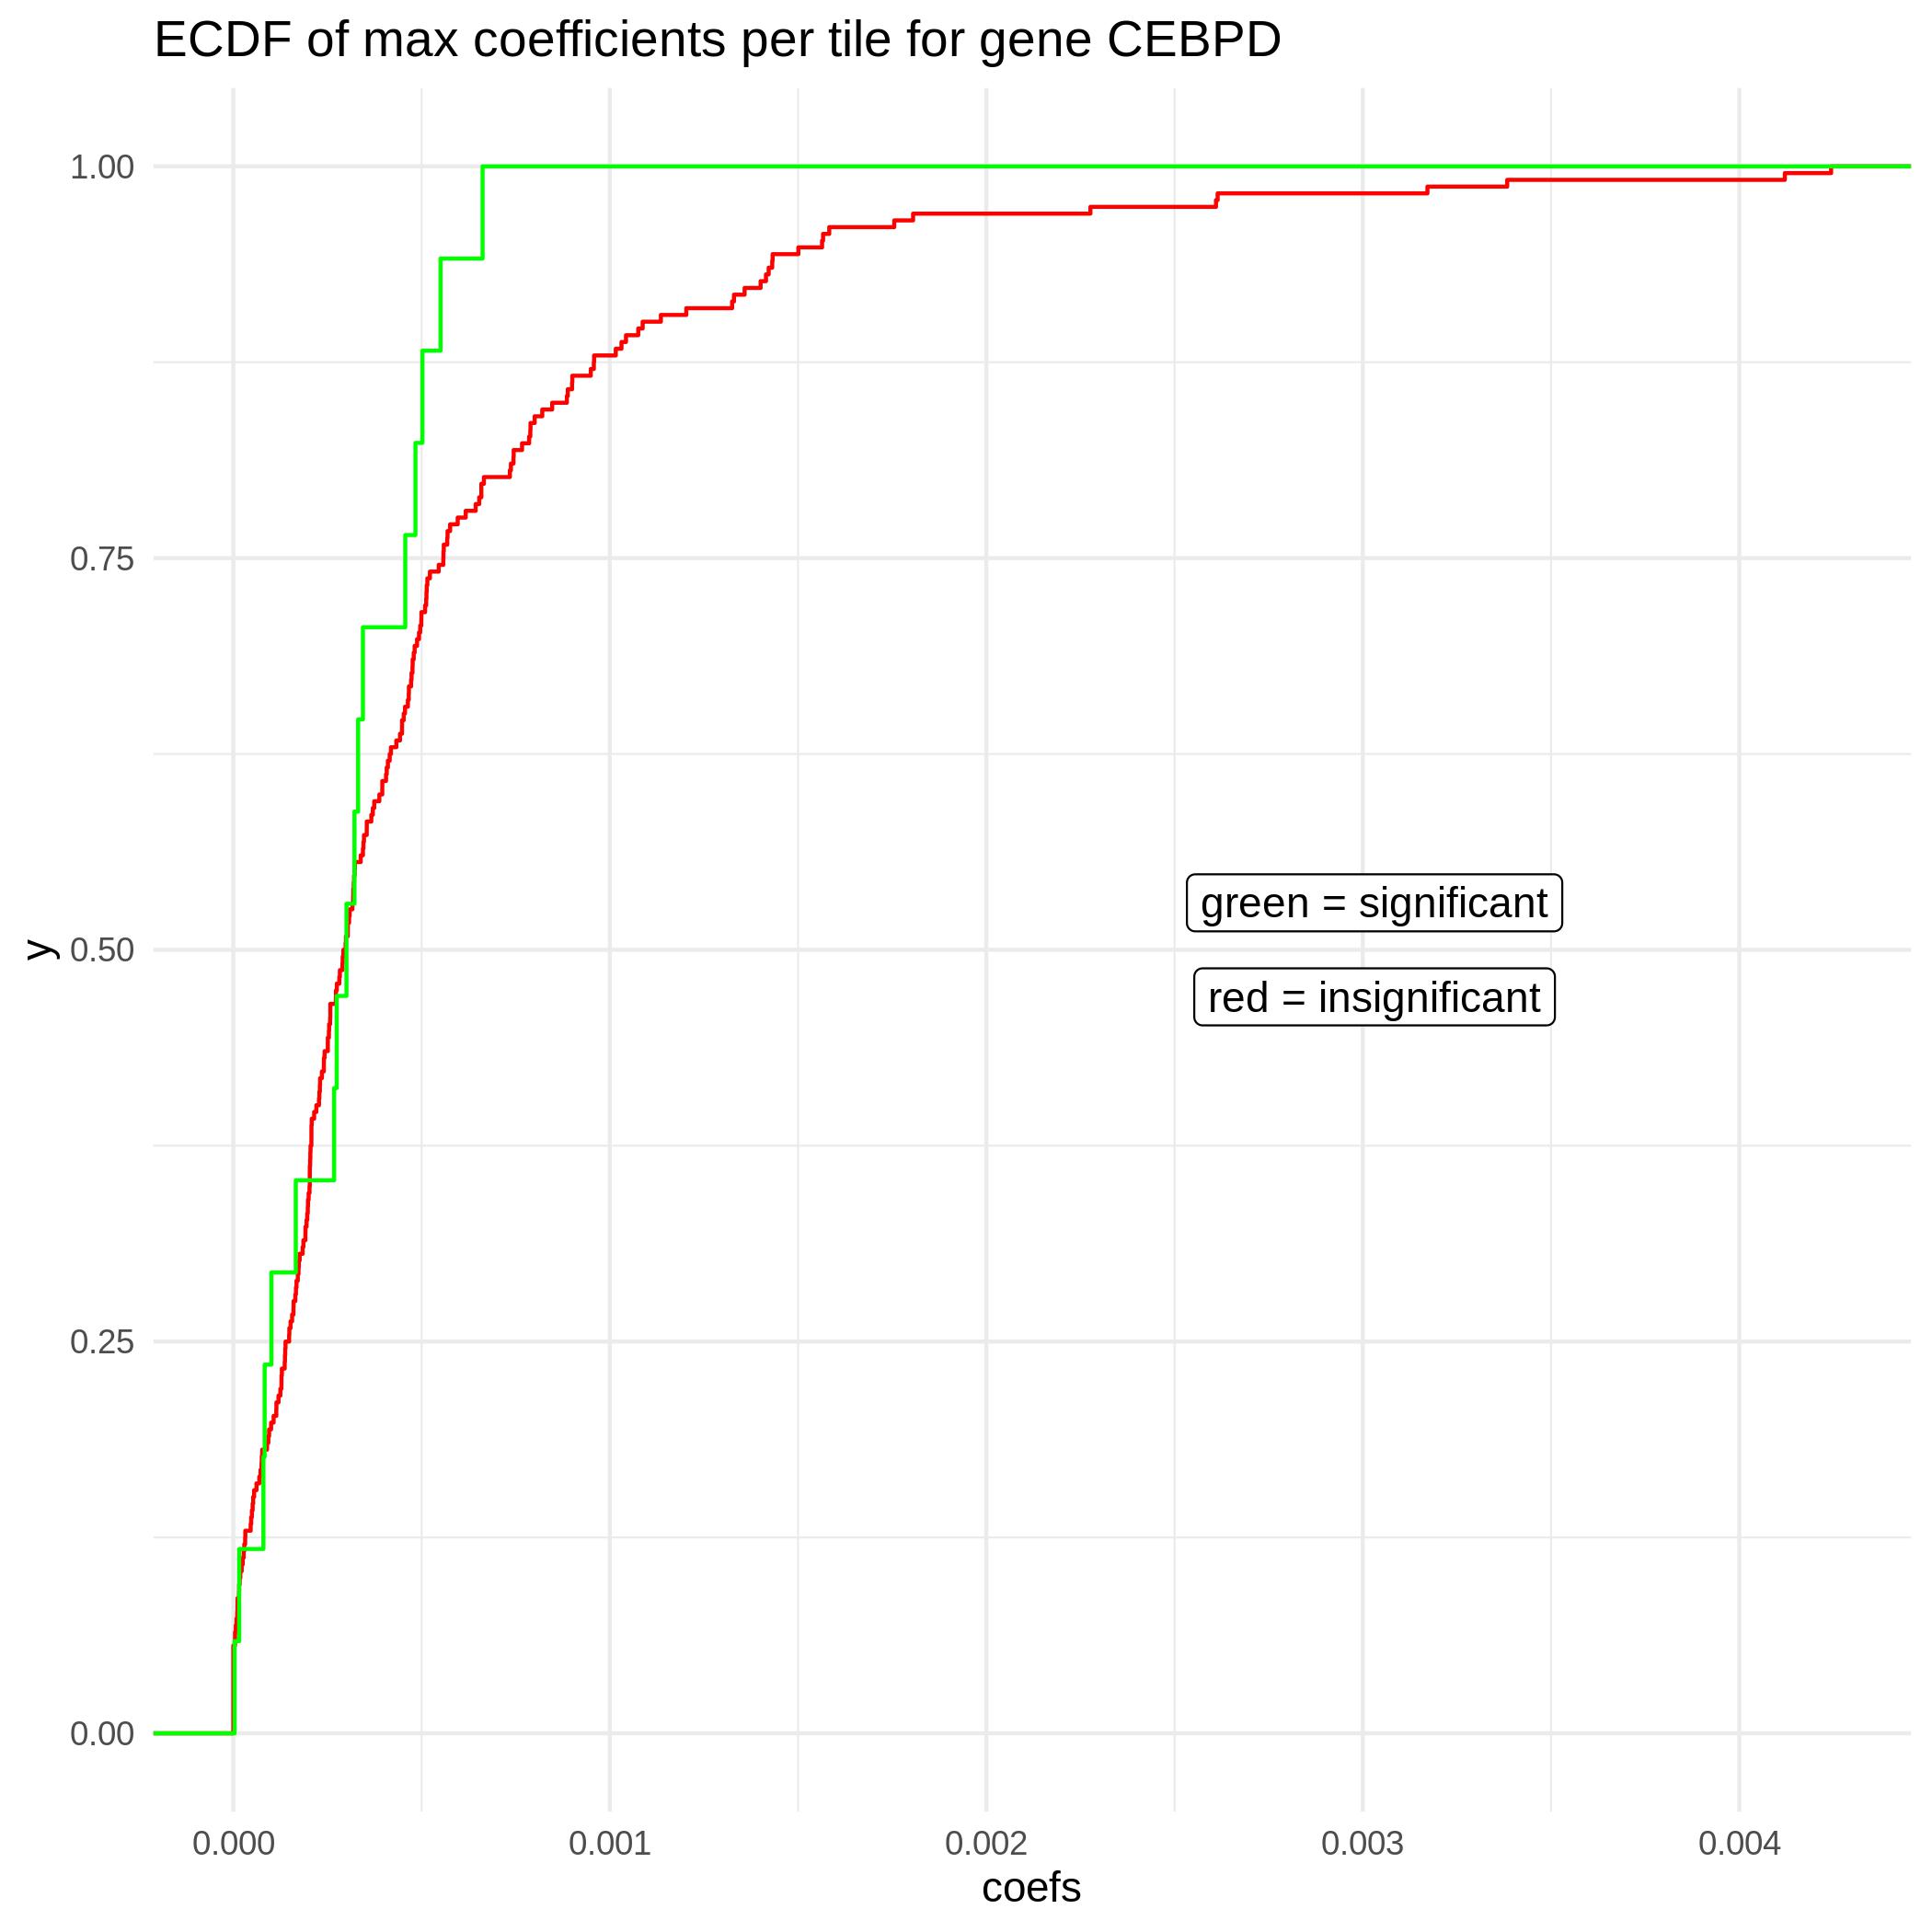 ECDF of max coefficients per tile for gene CEBPD
1.00
0.75
0.50
0.25
0.00
y
green = significant
red = insignificant
0.000 0.001 0.002 0.003 0.004
coefs